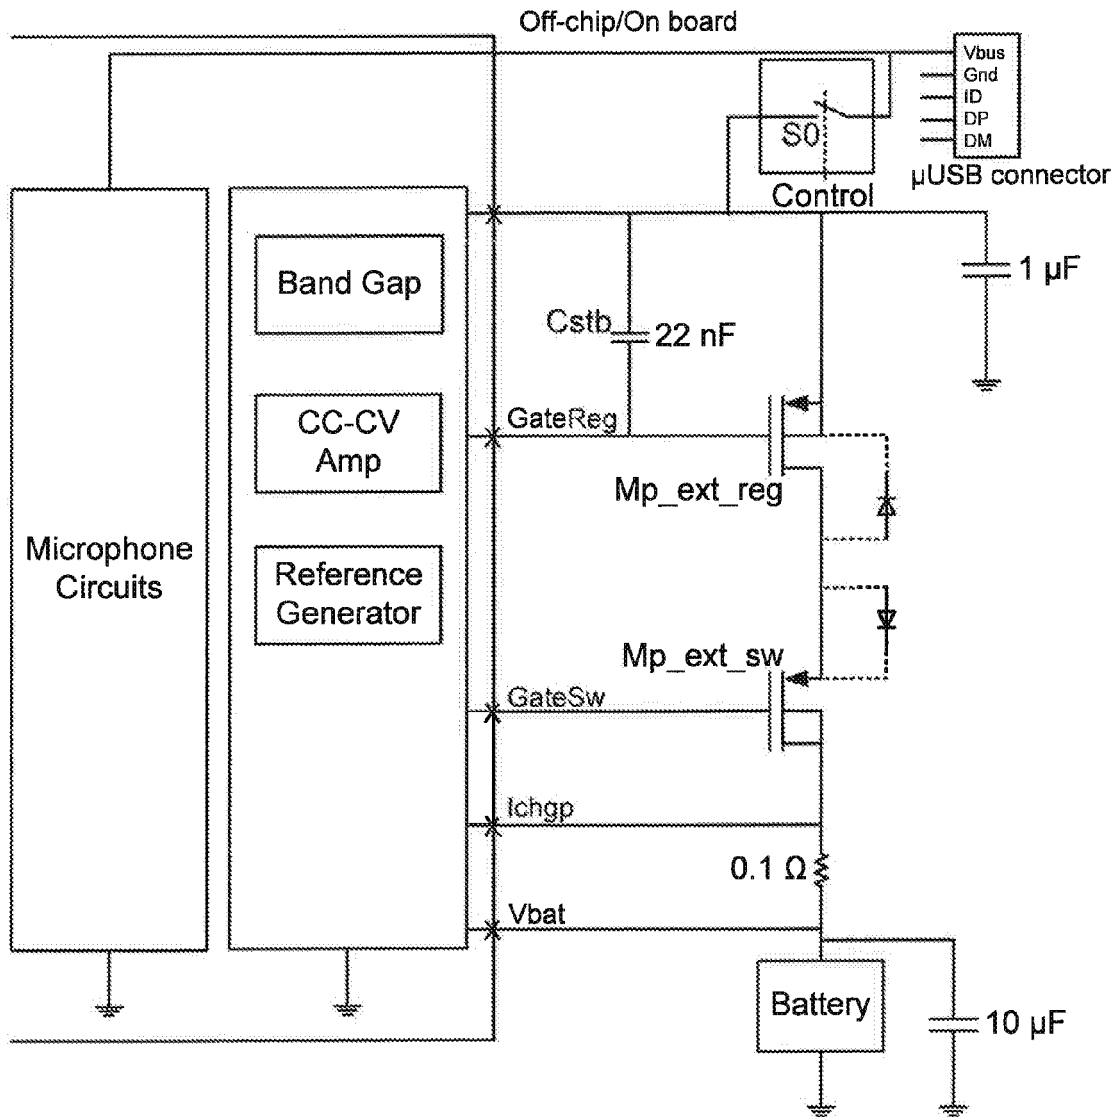 Off-chip/On board
Vbus
Gnd
ID
DP
DM
µUSB connector
S0
Control
1 µF
Band Gap
Cstb
22 nF
CC-CV
Amp
GateReg
Mp_ext_reg
Microphone
Circuits
Reference
Generator
Mp_ext_sw
GateSw
Ichgp
0.1 Ω
Vbat
Battery
10 µF